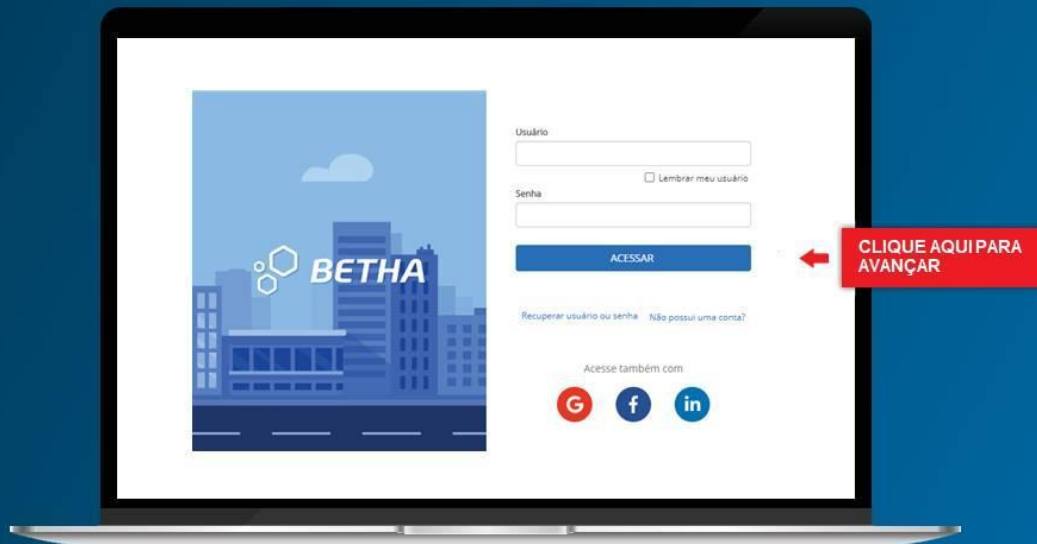 Usuário
Lembrar meu usuário
Senha
BETHA
ACESSAR
CLIQUE AQUI PARA
AVANÇAR
Recuperar usuário ou senha Não possui uma conta?
Acesse também com
G f in